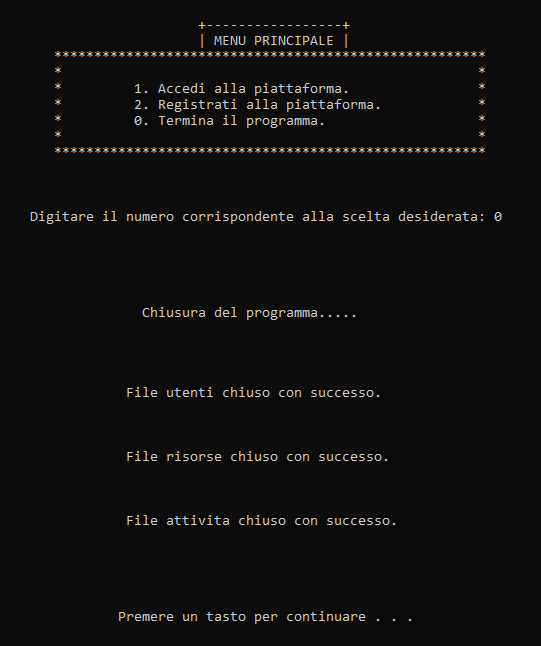 +-----------------+
| MENU PRINCIPALE |
******************************************************
*                                                    *
*         1. Accedi alla piattaforma.                *
*         2. Registrati alla piattaforma.            *
*         0. Termina il programma.                   *
*                                                    *
******************************************************
Digitare il numero corrispondente alla scelta desiderata: 0
Chiusura del programma.....
File utenti chiuso con successo.
File risorse chiuso con successo.
File attivita chiuso con successo.
Premere un tasto per continuare . . .